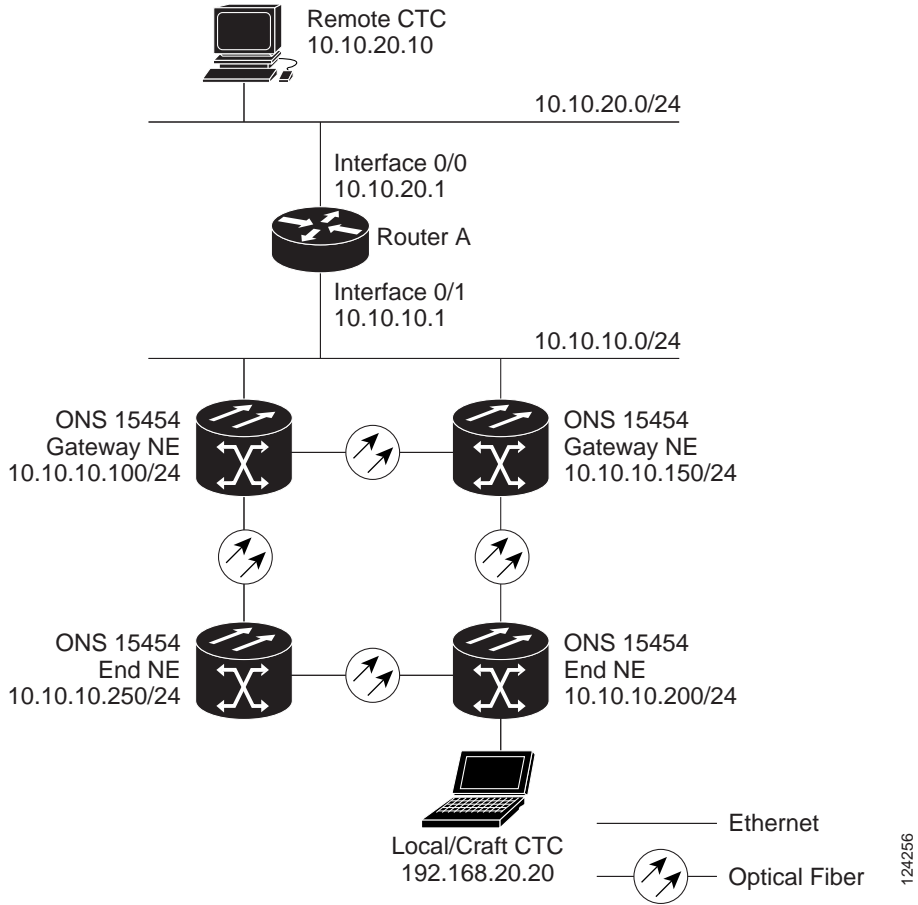 Remote CTC
10.10.20.10
10.10.20.0/24
Interface 0/0
10.10.20.1
Router A
Interface 0/1
10.10.10.1
10.10.10.0/24
ONS 15454
Gateway NE
10.10.10.100/24
ONS 15454
Gateway NE
10.10.10.150/24
ONS 15454
End NE
10.10.10.250/24
ONS 15454
End NE
10.10.10.200/24
Local/Craft CTC
192.168.20.20
Ethernet
Optical Fiber
124256